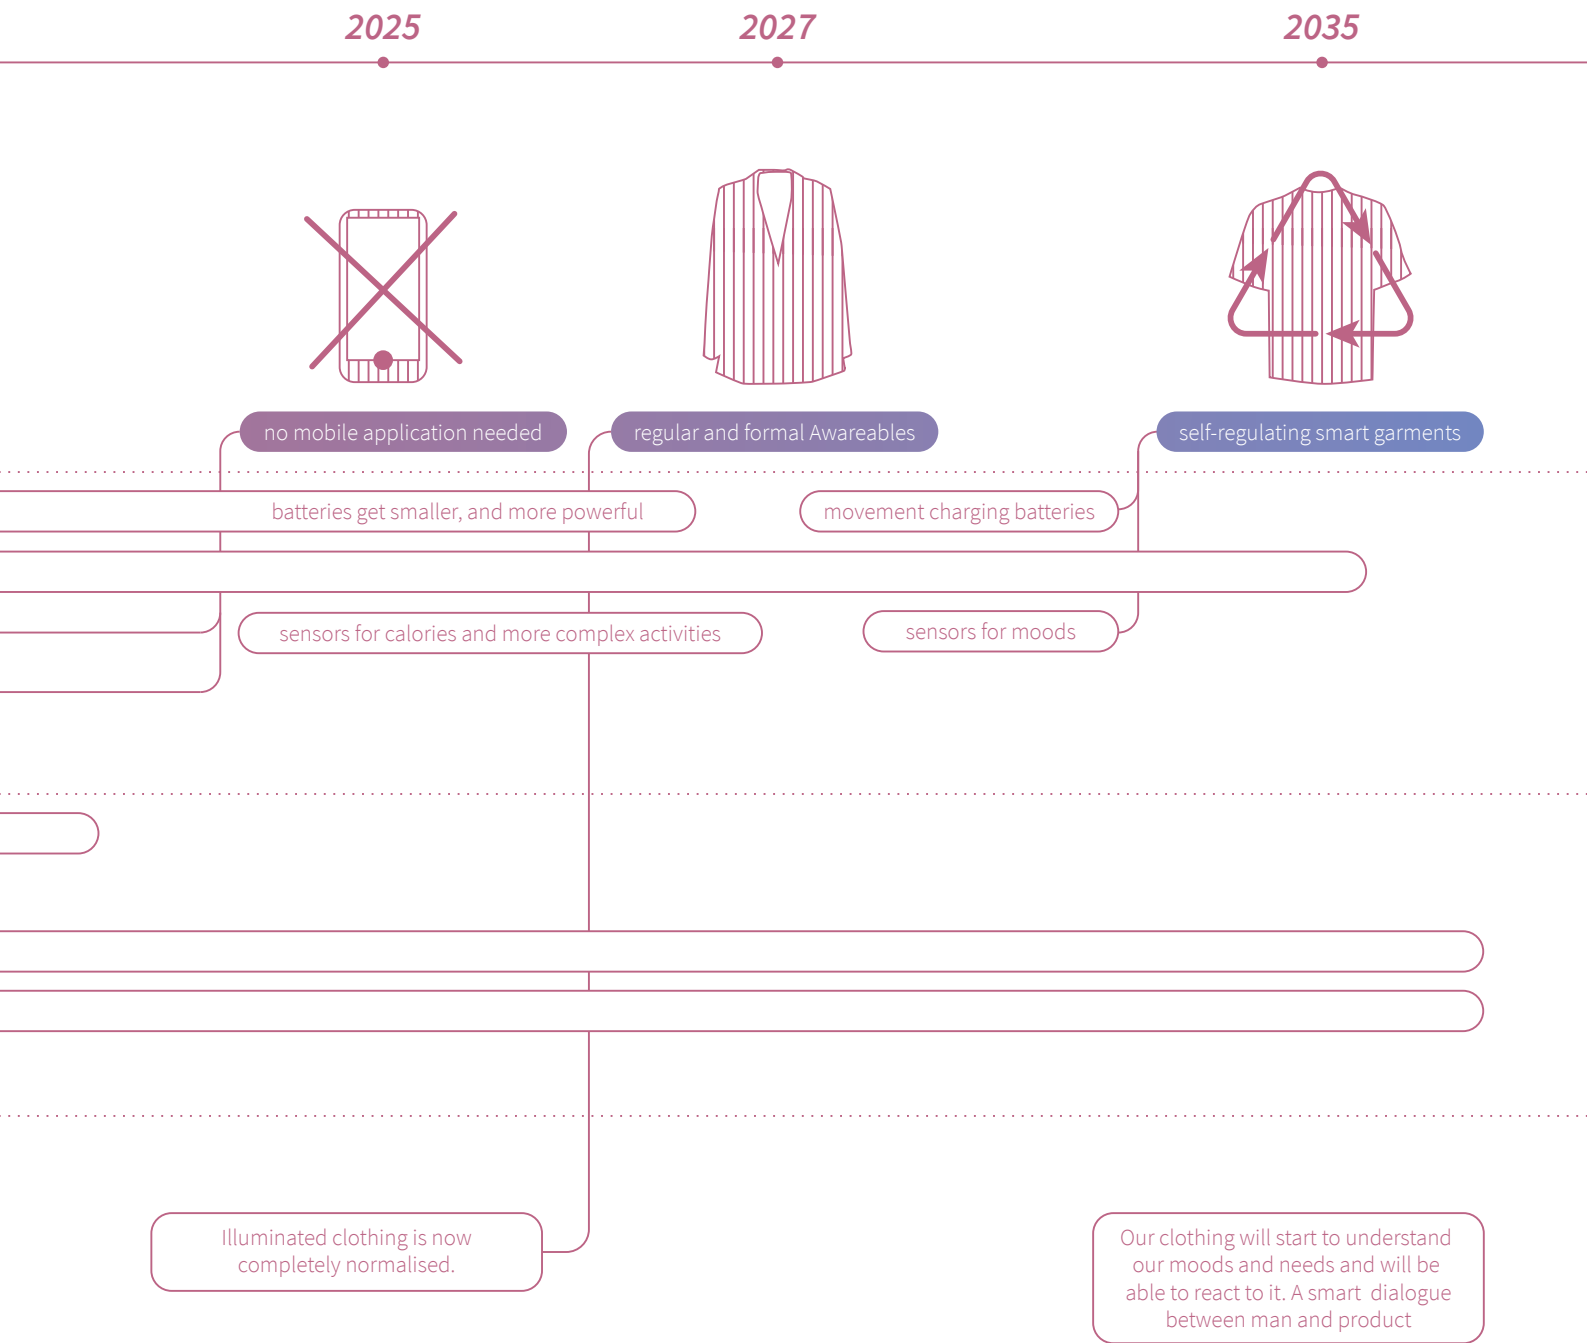 2025
2027
2035
no mobile application needed
regular and formal Awareables
self-regulating smart garments
batteries get smaller, and more powerful
movement charging batteries
sensors for calories and more complex activities
sensors for moods
Illuminated clothing is now
completely normalised.
Our clothing will start to understand
our moods and needs and will be
able to react to it. A smart dialogue
between man and product